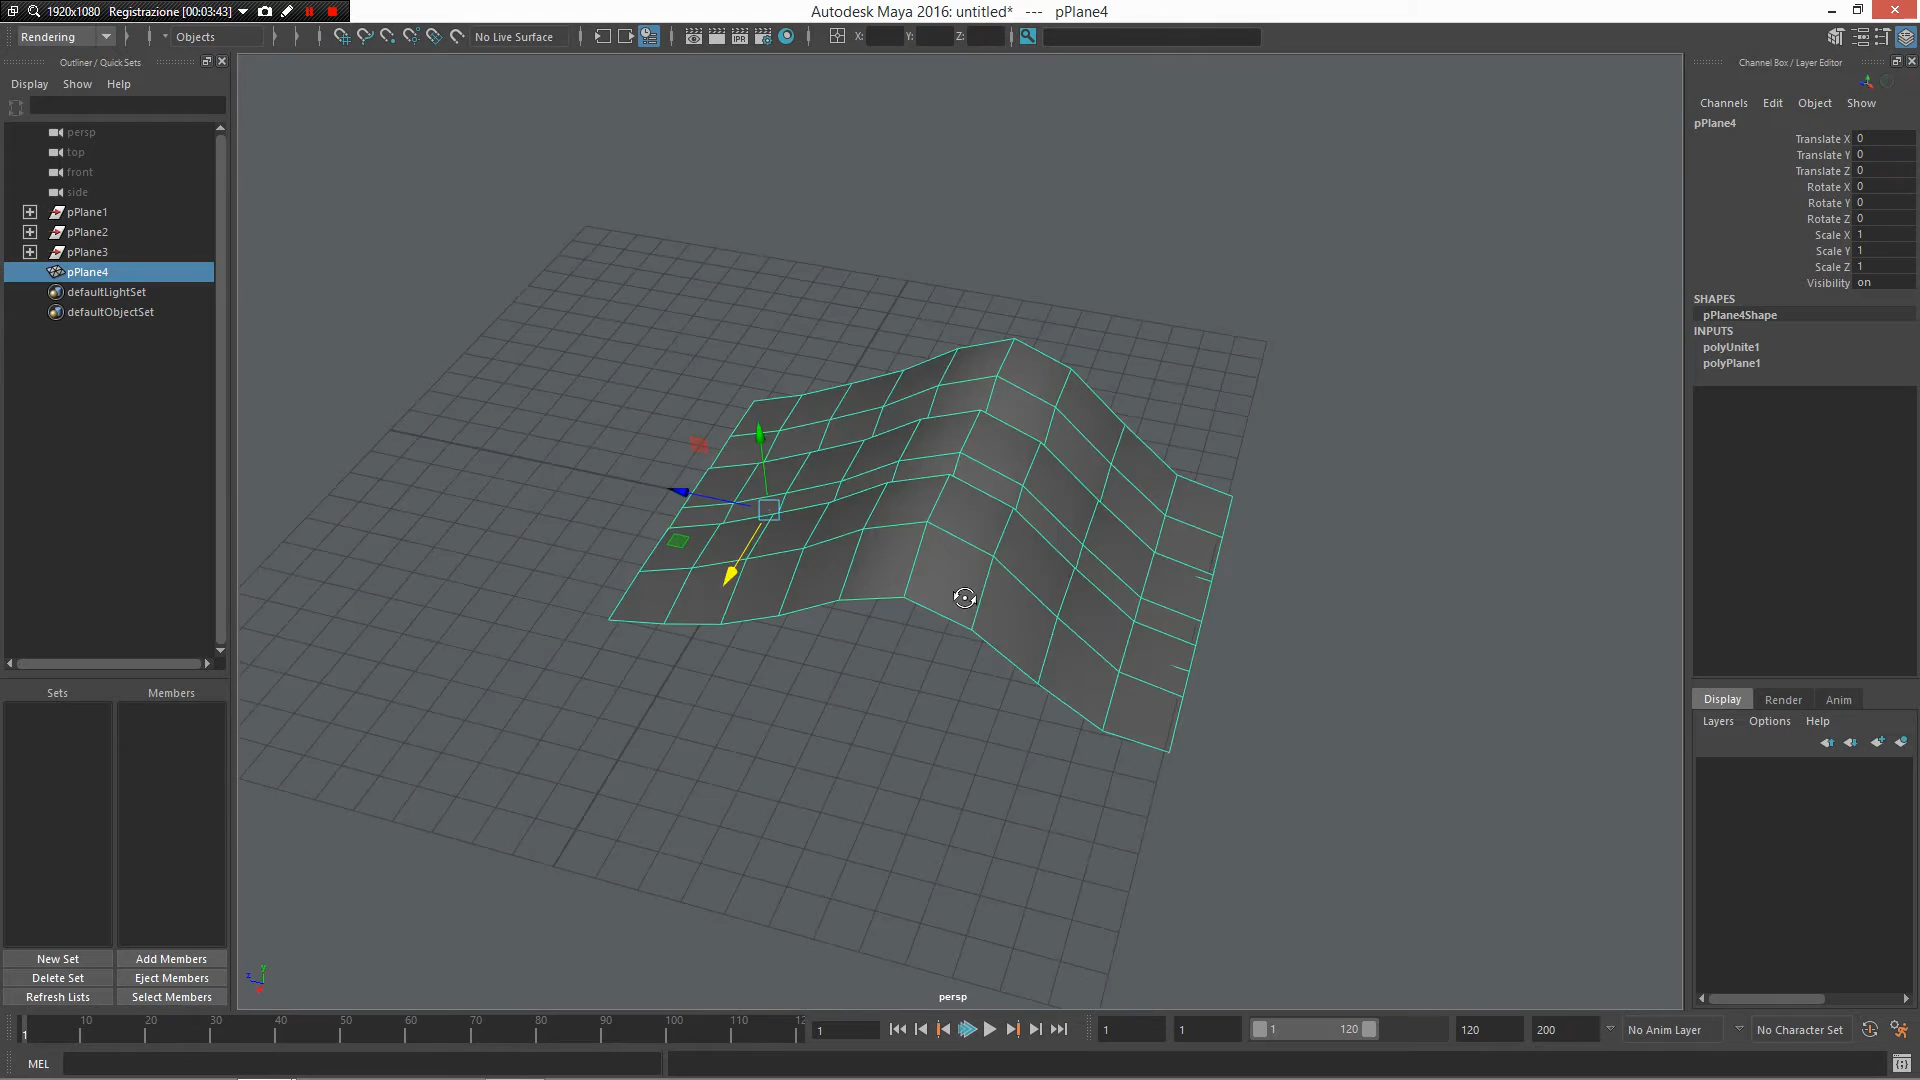 1920x1080 Registrazione [00:03:43]
Autodesk Maya 2016: untitled* --- pPlane4
Rendering
Objects
No Live Surface
X:
Y:
Z:
Outliner / Quick Sets
Display Show Help
persp
top
front
side
pPlane1
pPlane2
pPlane3
pPlane4
defaultLightSet
defaultObjectSet
Sets Members
New Set Add Members
Delete Set Eject Members
Refresh Lists Select Members
IPR
y
z
persp
Channel Box / Layer Editor
Channels Edit Object Show
pPlane4
Translate X 0
Translate Y 0
Translate Z 0
Rotate X 0
Rotate Y 0
Rotate Z 0
Scale X 1
Scale Y 1
Scale Z 1
Visibility on
SHAPES
pPlane4Shape
INPUTS
polyUnite1
polyPlane1
Display Render Anim
Layers Options Help
1 10 20 30 40 50 60 70 80 90 100 110 12
1
1 1 1 120 120 200 No Anim Layer No Character Set
MEL